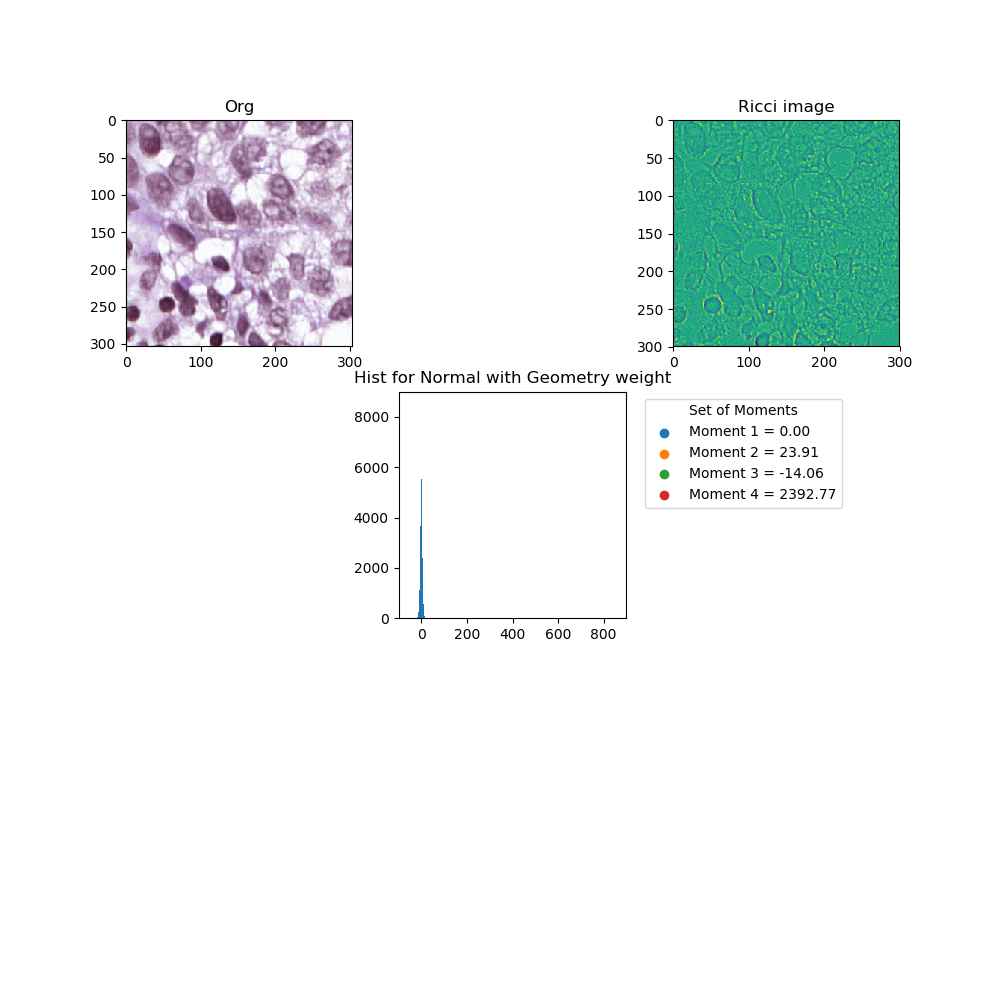 Org
0
50
100
150
200
250
300
0 100 200 300
Ricci image
0
50
100
150
200
250
300
0 100 200 300
Hist for Normal with Geometry weight
8000
6000
4000
2000
0
0 200 400 600 800
Set of Moments
Moment 1 = 0.00
Moment 2 = 23.91
Moment 3 = -14.06
Moment 4 = 2392.77